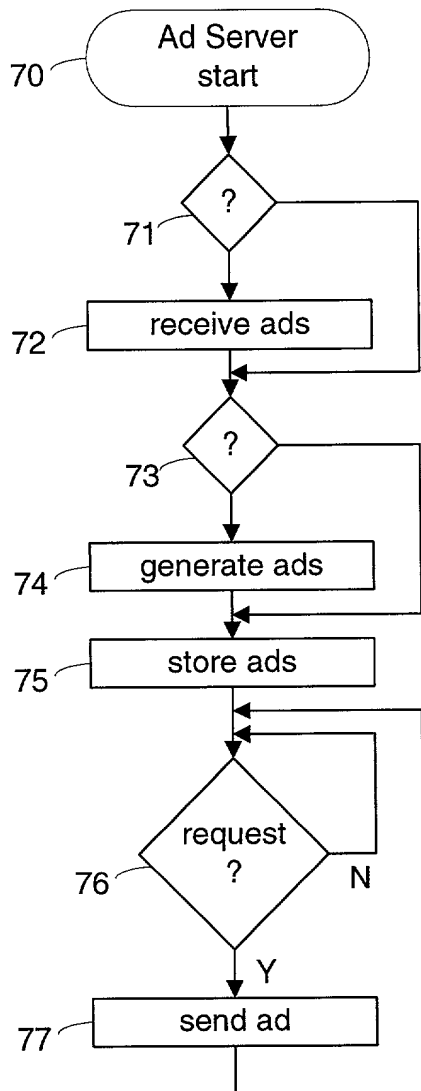 Ad Server
start
70
?
71
receive ads
72
?
73
generate ads
74
store ads
75
request
?
76
N
Y
send ad
77